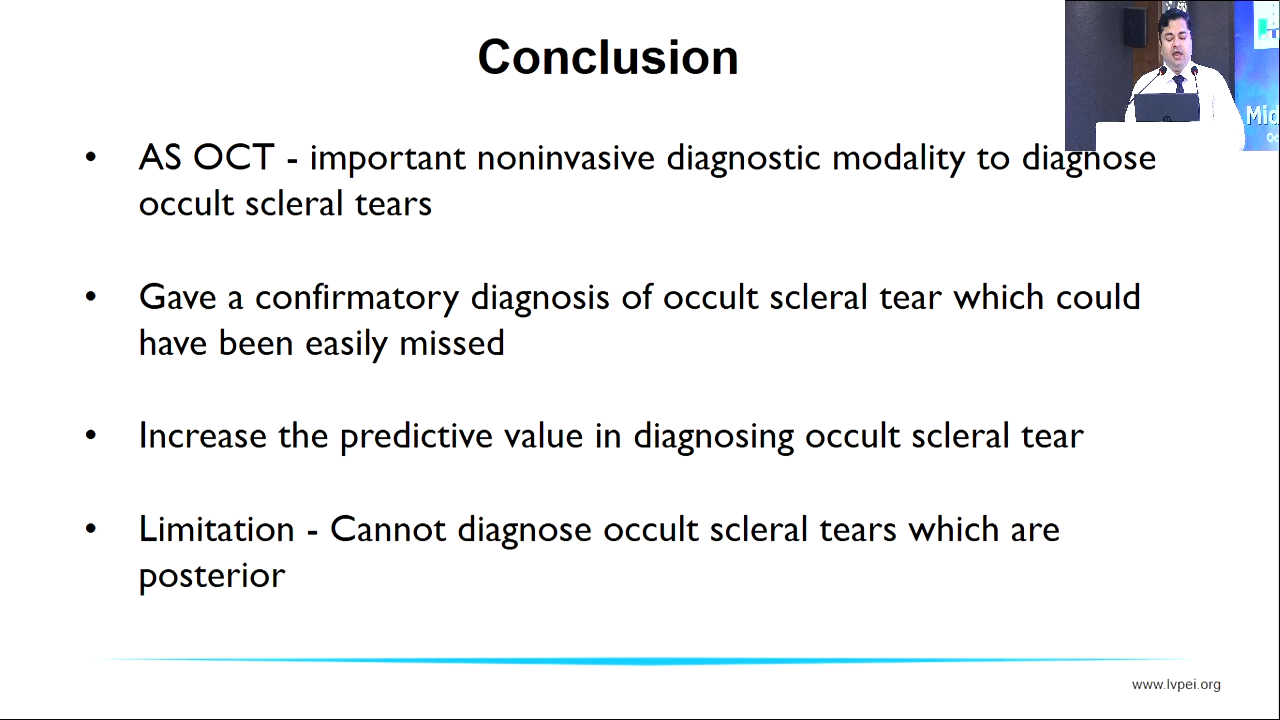 Conclusion
• AS OCT - important noninvasive diagnostic modality to diagnose
occult scleral tears
• Gave a confirmatory diagnosis of occult scleral tear which could
have been easily missed
• Increase the predictive value in diagnosing occult scleral tear
• Limitation - Cannot diagnose occult scleral tears which are
posterior
www.lvpei.org
Mid